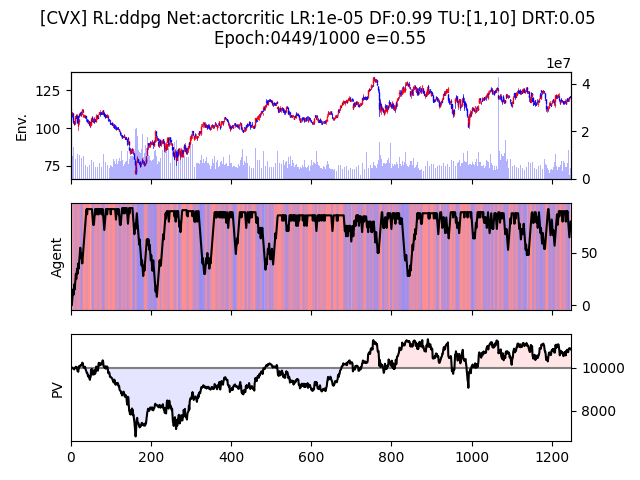 [CVX] RL:ddpg Net:actorcritic LR:1e-05 DF:0.99 TU:[1,10] DRT:0.05
Epoch:0449/1000 e=0.55
1e7
125
100
75
Env.
4
2
0
Agent
50
0
PV
10000
8000
0
200
400
600
800
1000
1200